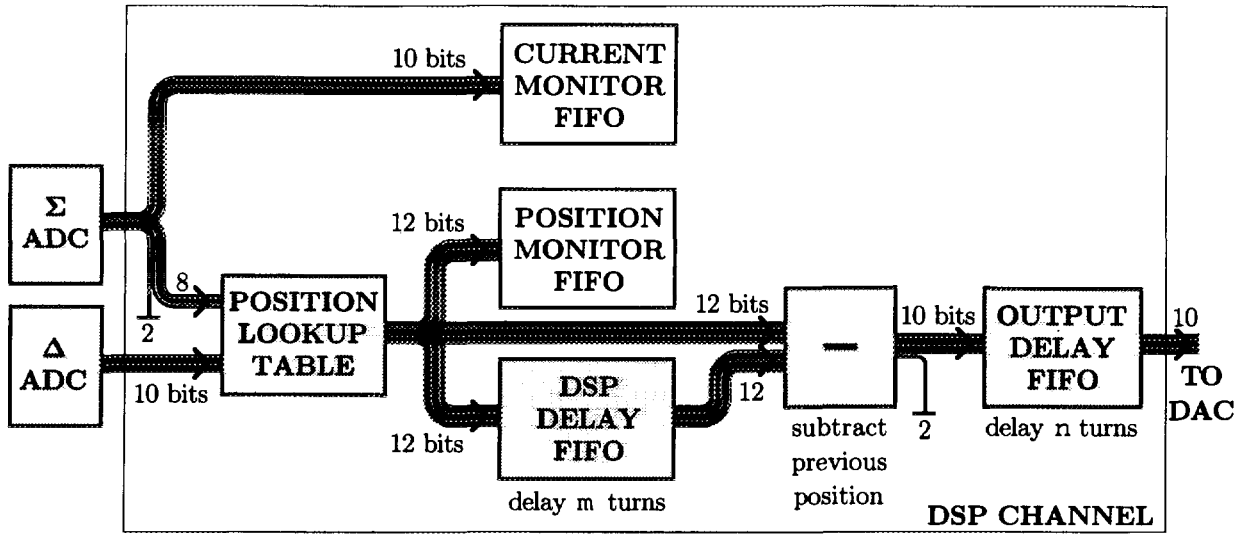 10 bits
CURRENT
MONITOR
FIFO
Σ
ADC
12 bits
POSITION
MONITOR
FIFO
8
2
POSITION
LOOKUP
TABLE
Δ
ADC
10 bits
12 bits
DSP
DELAY
FIFO
delay m turns
12 bits
12
−
subtract
previous
position
10 bits
2
OUTPUT
DELAY
FIFO
delay n turns
10
TO
DAC
DSP CHANNEL